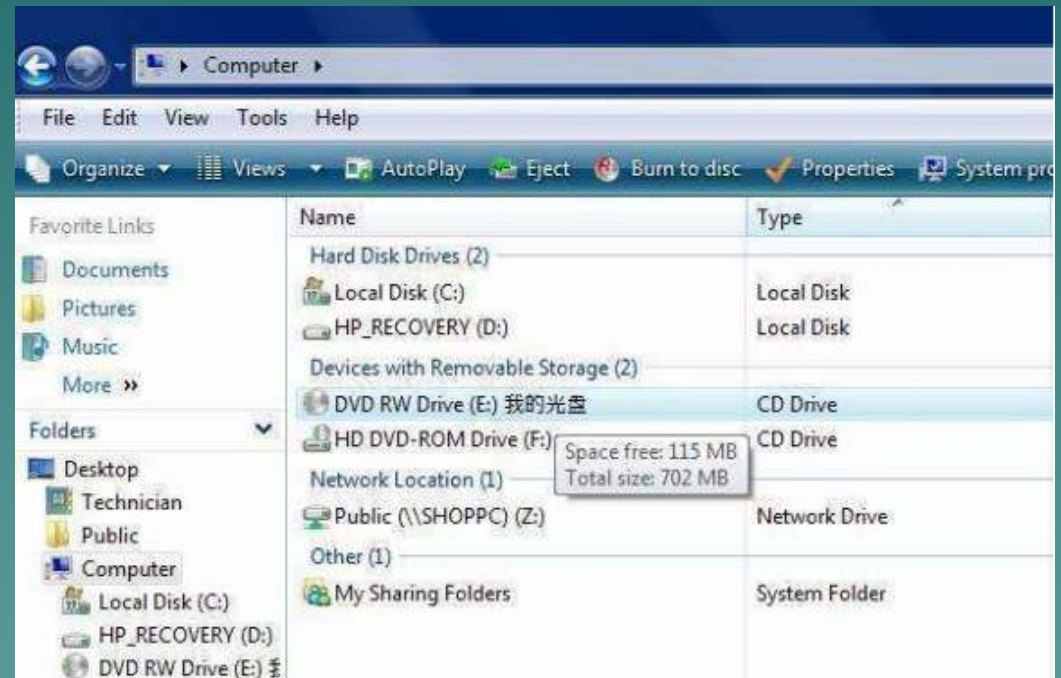 Computer
File Edit View Tools Help
Organize Views AutoPlay Eject Burn to disc Properties System pro
Favorite Links
Documents
Pictures
Music
More »
Folders
Desktop
Technician
Public
Computer
Local Disk (C:)
HP_RECOVERY (D:)
DVD RW Drive (E:)
Name Type
Hard Disk Drives (2)
Local Disk (C:) Local Disk
HP_RECOVERY (D:) Local Disk
Devices with Removable Storage (2)
DVD RW Drive (E:) 我的光盘 CD Drive
HD DVD-ROM Drive (F:) CD Drive
Space free: 115 MB
Total size: 702 MB
Network Location (1)
Public (\\SHOPPC) (Z:) Network Drive
Other (1)
My Sharing Folders System Folder